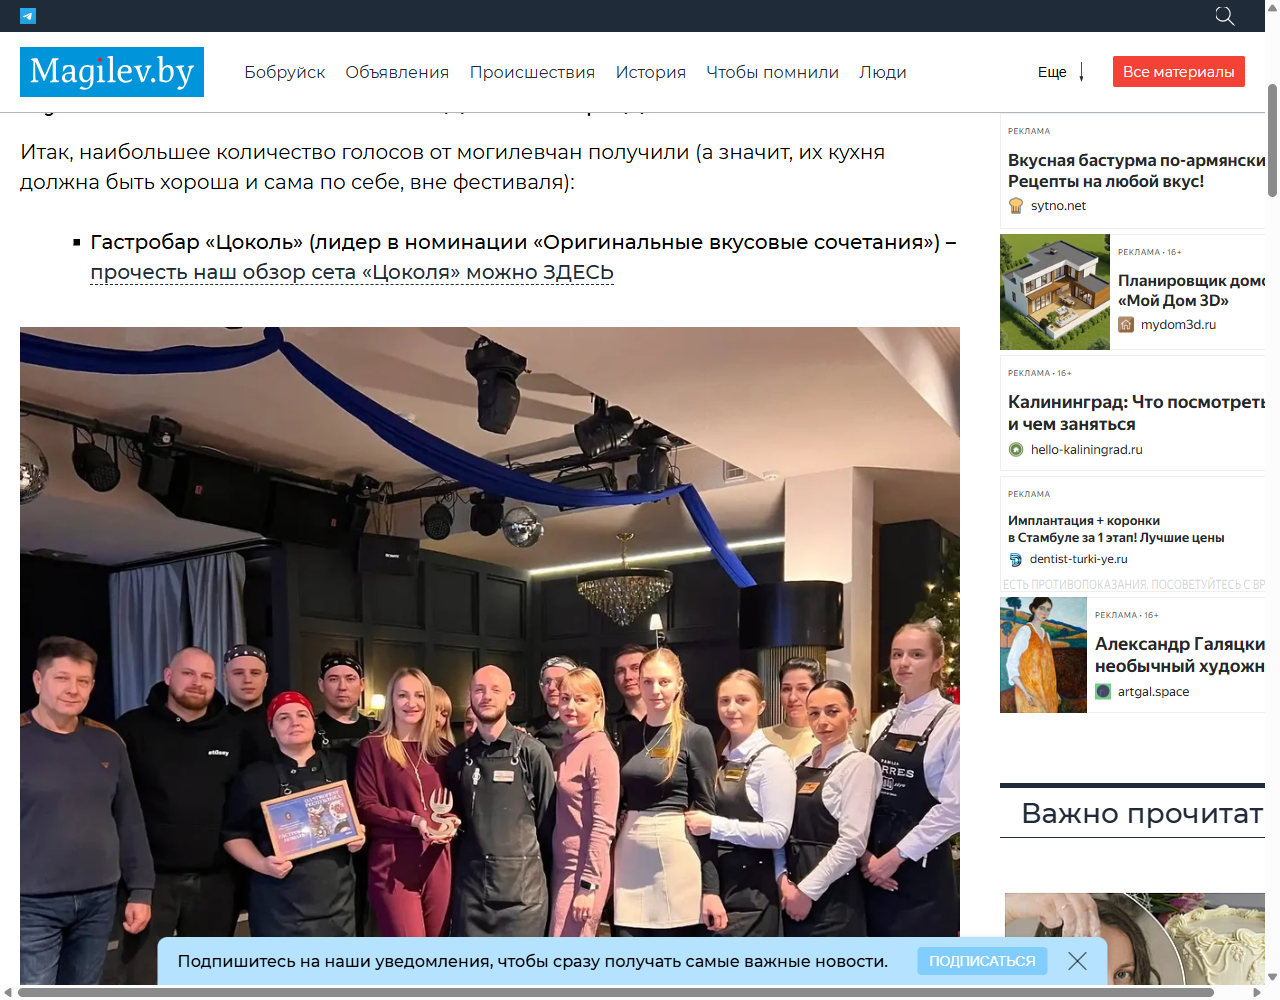 Magilev.by
Бобруйск Объявления Происшествия История Чтобы помнили Люди
Еще
Все материалы
Итак, наибольшее количество голосов от могилевчан получили (а значит, их кухня
должна быть хороша и сама по себе, вне фестиваля):
Гастробар «Цоколь» (лидер в номинации «Оригинальные вкусовые сочетания») –
прочесть наш обзор сета «Цоколя» можно ЗДЕСЬ
РЕКЛАМА
Вкусная бастурма по-армянски
Рецепты на любой вкус!
sytno.net
РЕКЛАМА • 16+
Планировщик домо
«Мой Дом 3D»
mydom3d.ru
РЕКЛАМА • 16+
Калининград: Что посмотреть
и чем заняться
hello-kaliningrad.ru
РЕКЛАМА
Имплантация + коронки
в Стамбуле за 1 этап! Лучшие цены
dentist-turki-ye.ru
ЕСТЬ ПРОТИВОПОКАЗАНИЯ. ПОСОВЕТУЙТЕСЬ С ВР
РЕКЛАМА • 16+
Александр Галяцки
необычный художн
artgal.space
Важно прочитат
Подпишитесь на наши уведомления, чтобы сразу получать самые важные новости.
ПОДПИСАТЬСЯ